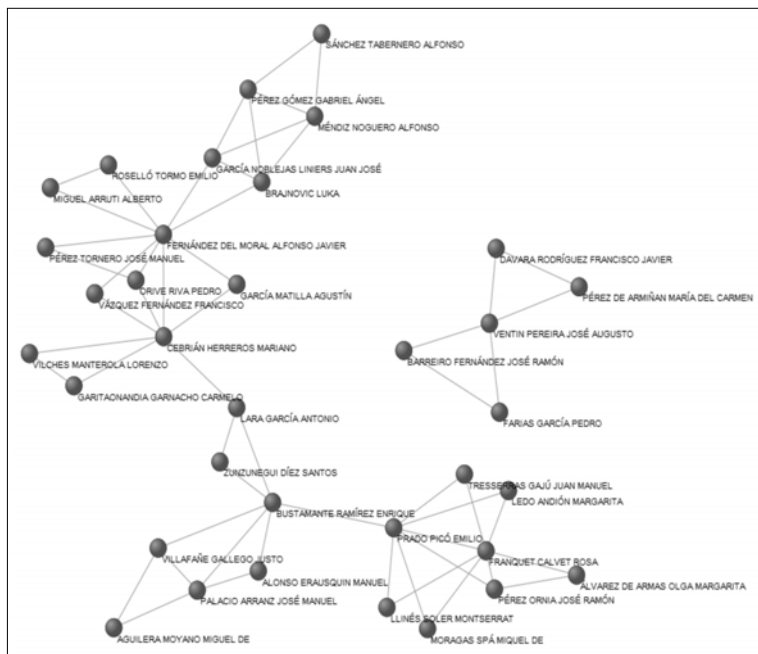 SÁNCHEZ TABERNERO ALFONSO
PÉREZ GÓMEZ GABRIEL ÁNGEL
MÉNDIZ NOGUERO ALFONSO
GARCÍA NOBLEJAS LINIERS JUAN JOSÉ
ROSELLÓ TORMO EMILIO
MIGUEL ARRUTI ALBERTO
BRAJNOVIC LUKA
FERNÁNDEZ DEL MORAL ALFONSO JAVIER
PÉREZ TORNERO JOSÉ MANUEL
DAVARA RODRÍGUEZ FRANCISCO JAVIER
ORIVE RIVA PEDRO
GARCÍA MATILLA AGUSTÍN
PÉREZ DE ARMIÑAN MARÍA DEL CARMEN
VÁZQUEZ FERNÁNDEZ FRANCISCO
VENTIN PEREIRA JOSÉ AUGUSTO
CEBRIÁN HERREROS MARIANO
BARREIRO FERNÁNDEZ JOSÉ RAMÓN
VILCHES MANTEROLA LORENZO
GARITAONANDIA GARNACHO CARMELO
LARA GARCÍA ANTONIO
FARIAS GARCÍA PEDRO
ZUNZUNEGUI DÍEZ SANTOS
TRESSERRAS GAJÚ JUAN MANUEL
LEDO ANDIÓN MARGARITA
BUSTAMANTE RAMÍREZ ENRIQUE
PRADO PICÓ EMILIO
VILLAFAÑE GALLEGO JUSTO
FRANQUET CALVET ROSA
ALONSO ERAUSQUIN MANUEL
ÁLVAREZ DE ARMAS OLGA MARGARITA
PALACIO ARRANZ JOSÉ MANUEL
PÉREZ ORNIA JOSÉ RAMÓN
LLINÉS SOLER MONTSERRAT
AGUILERA MOYANO MIGUEL DE
MORAGAS SPÁ MIQUEL DE